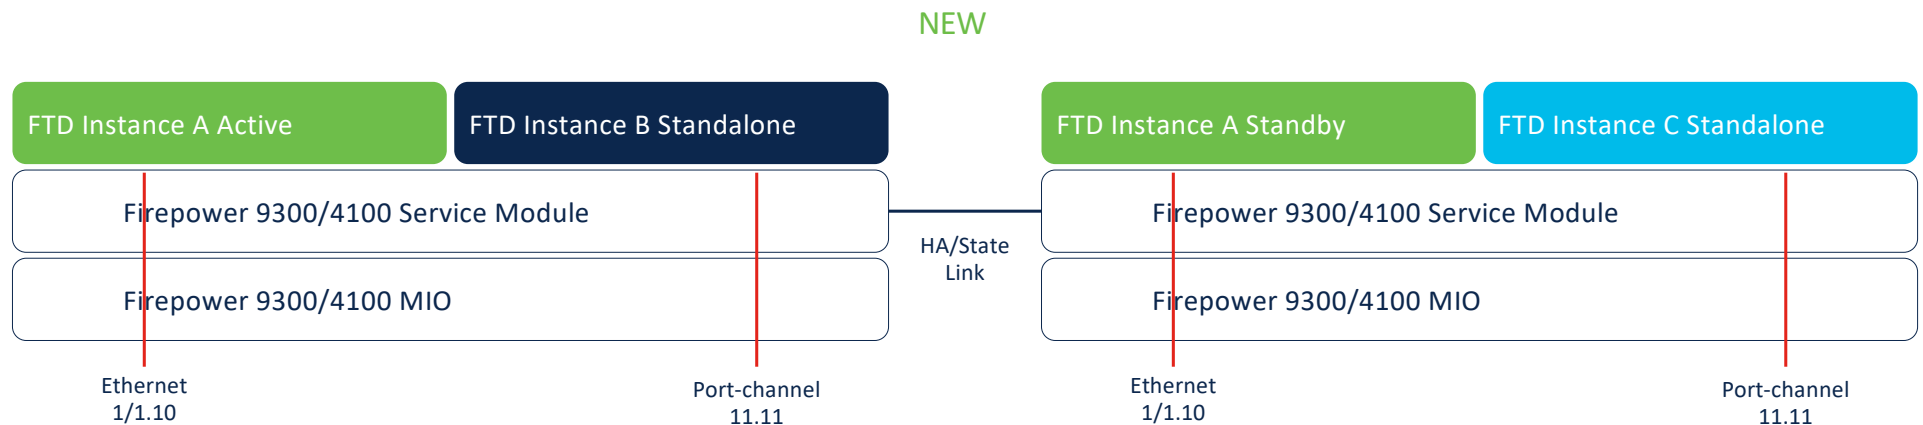 NEW
FTD Instance A Active
FTD Instance B Standalone
FTD Instance A Standby
FTD Instance C Standalone
Firepower 9300/4100 Service Module
Firepower 9300/4100 Service Module
HA/State
Link
Firepower 9300/4100 MIO
Firepower 9300/4100 MIO
Ethernet
1/1.10
Port-channel
11.11
Ethernet
1/1.10
Port-channel
11.11